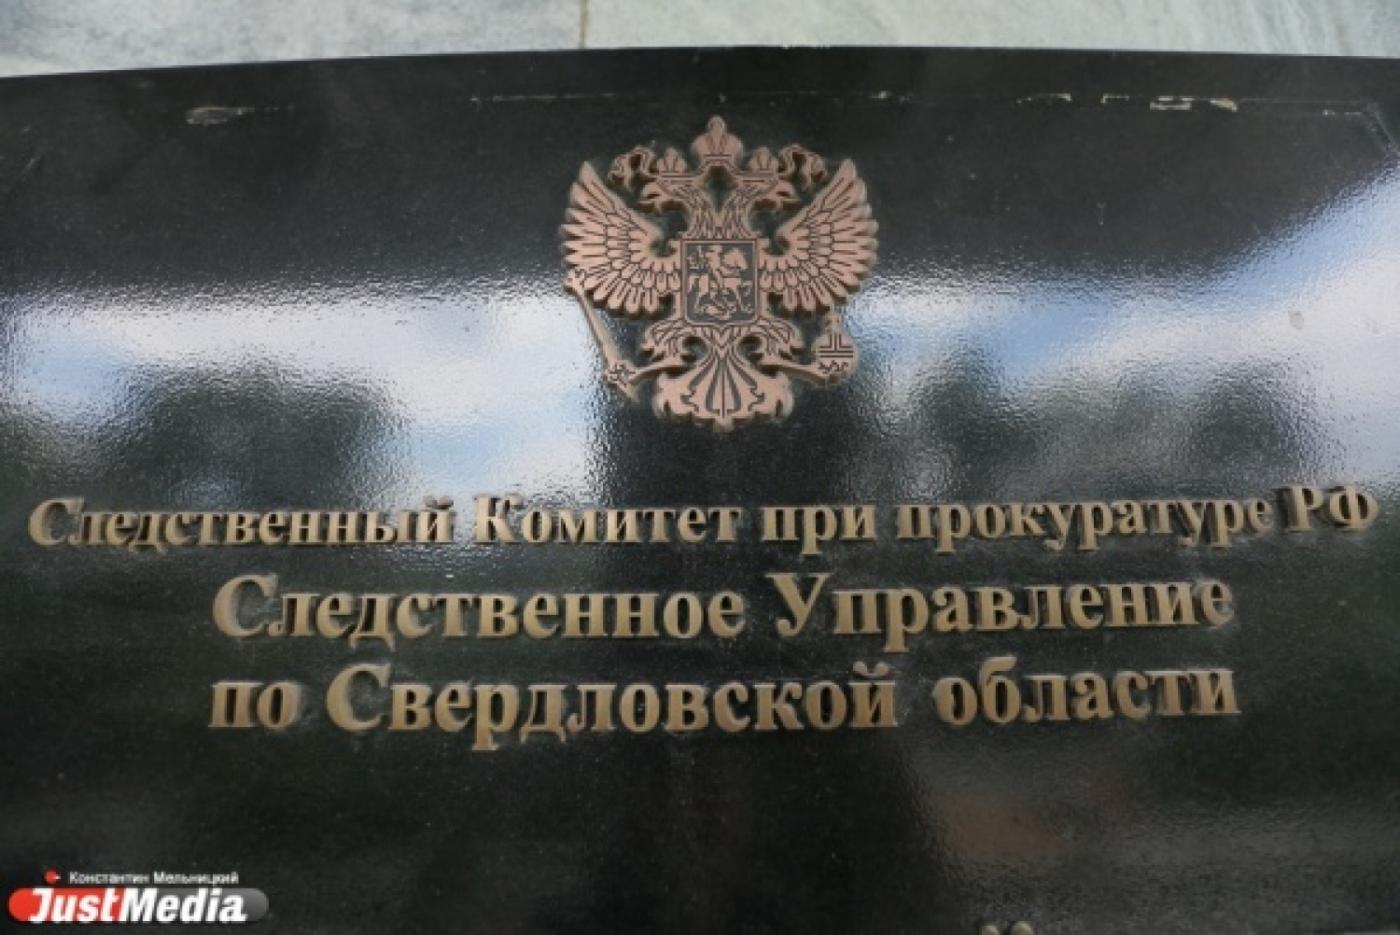 Следственный Комитет при прокуратуре РФ
Следственное Управление
по Свердловской области
Константин Мельницкий
JustMedia